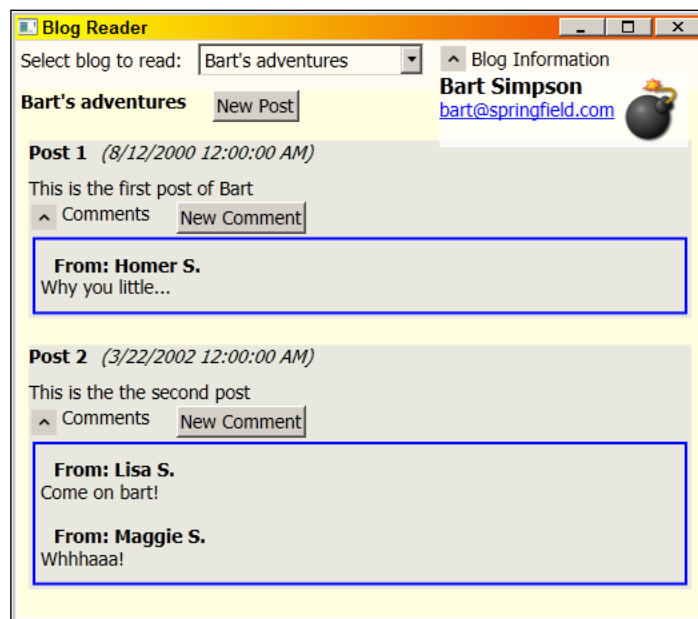 Blog Reader
Select blog to read: Bart's adventures Blog Information
Bart Simpson
bart@springfield.com
Bart's adventures New Post
Post 1 (8/12/2000 12:00:00 AM)
This is the first post of Bart
Comments New Comment
From: Homer S.
Why you little...
Post 2 (3/22/2002 12:00:00 AM)
This is the the second post
Comments New Comment
From: Lisa S.
Come on bart!
From: Maggie S.
Whhhaaa!